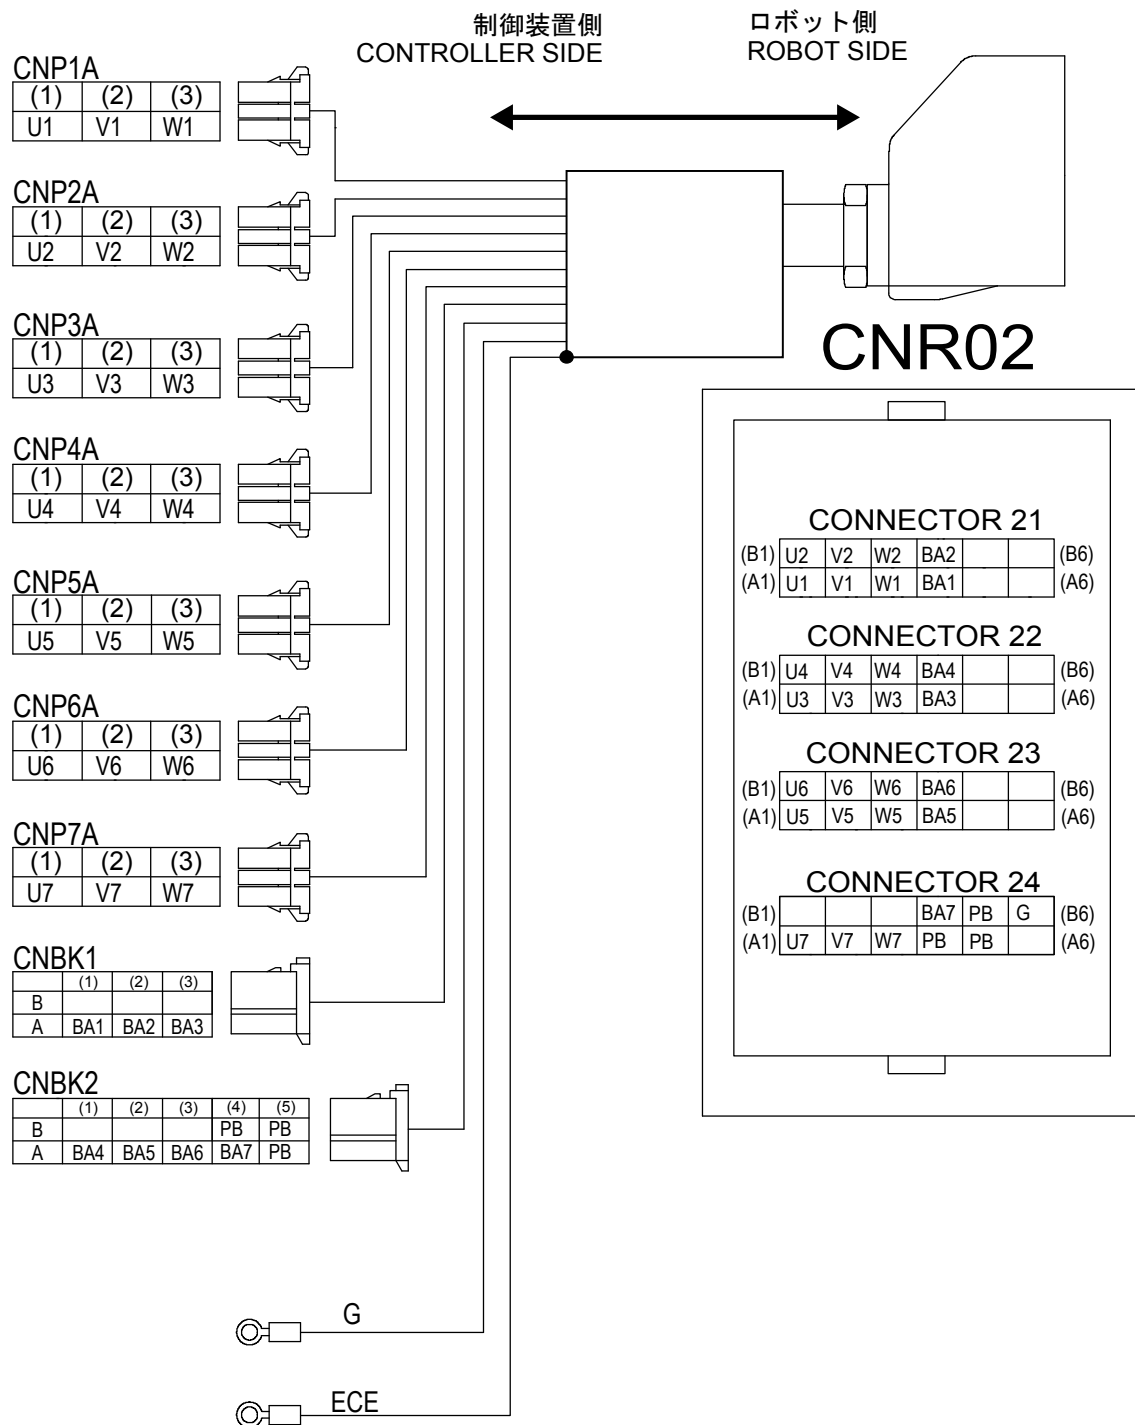 制御装置側
CONTROLLER SIDE
ロボット側
ROBOT SIDE
CNP1A
(1) (2) (3)
U1 V1 W1
CNP2A
(1) (2) (3)
U2 V2 W2
CNP3A
(1) (2) (3)
U3 V3 W3
CNP4A
(1) (2) (3)
U4 V4 W4
CNP5A
(1) (2) (3)
U5 V5 W5
CNP6A
(1) (2) (3)
U6 V6 W6
CNP7A
(1) (2) (3)
U7 V7 W7
CNBK1
(1) (2) (3)
B
A BA1 BA2 BA3
CNBK2
(1) (2) (3) (4) (5)
B PB PB
A BA4 BA5 BA6 BA7 PB
G
ECE
CNR02
CONNECTOR 21
(B1) U2 V2 W2 BA2 (B6)
(A1) U1 V1 W1 BA1 (A6)
CONNECTOR 22
(B1) U4 V4 W4 BA4 (B6)
(A1) U3 V3 W3 BA3 (A6)
CONNECTOR 23
(B1) U6 V6 W6 BA6 (B6)
(A1) U5 V5 W5 BA5 (A6)
CONNECTOR 24
(B1) BA7 PB G (B6)
(A1) U7 V7 W7 PB PB (A6)